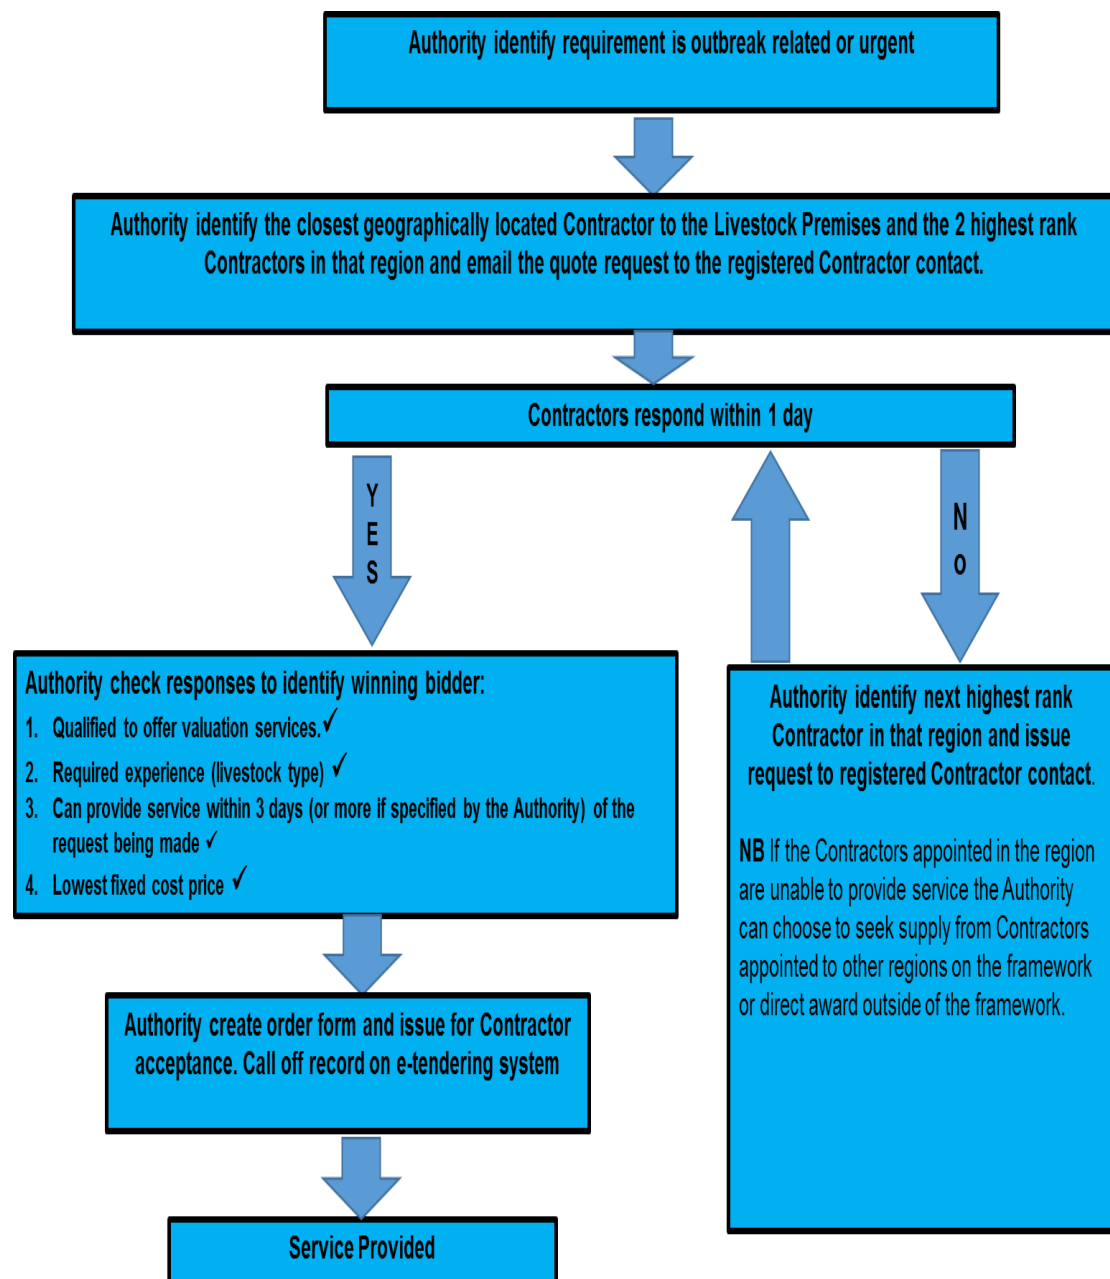 Authority identify requirement is outbreak related or urgent
Authority identify the closest geographically located Contractor to the Livestock Premises and the 2 highest rank
Contractors in that region and email the quote request to the registered Contractor contact.
Contractors respond within 1 day
Y
E
S
N
o
Authority check responses to identify winning bidder:
1. Qualified to offer valuation services.✓
2. Required experience (livestock type) ✓
3. Can provide service within 3 days (or more if specified by the Authority) of the
request being made ✓
4. Lowest fixed cost price ✓
Authority identify next highest rank
Contractor in that region and issue
request to registered Contractor contact.
NB If the Contractors appointed in the region
are unable to provide service the Authority
can choose to seek supply from Contractors
appointed to other regions on the framework
or direct award outside of the framework.
Authority create order form and issue for Contractor
acceptance. Call off record on e-tendering system
Service Provided